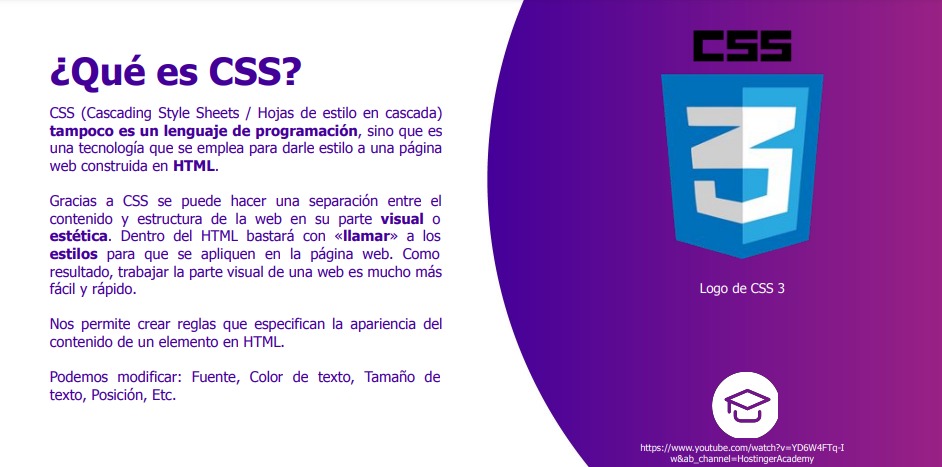 ¿Qué es CSS?
CSS (Cascading Style Sheets / Hojas de estilo en cascada)
tampoco es un lenguaje de programación, sino que es
una tecnología que se emplea para darle estilo a una página
web construida en HTML.
Gracias a CSS se puede hacer una separación entre el
contenido y estructura de la web en su parte visual o
estética. Dentro del HTML bastará con «llamar» a los
estilos para que se apliquen en la página web. Como
resultado, trabajar la parte visual de una web es mucho más
fácil y rápido.
Nos permite crear reglas que especifican la apariencia del
contenido de un elemento en HTML.
Podemos modificar: Fuente, Color de texto, Tamaño de
texto, Posición, Etc.
CSS
3
Logo de CSS 3
https://www.youtube.com/watch?v=YD6W4FTq-I
w&ab_channel=HostingerAcademy